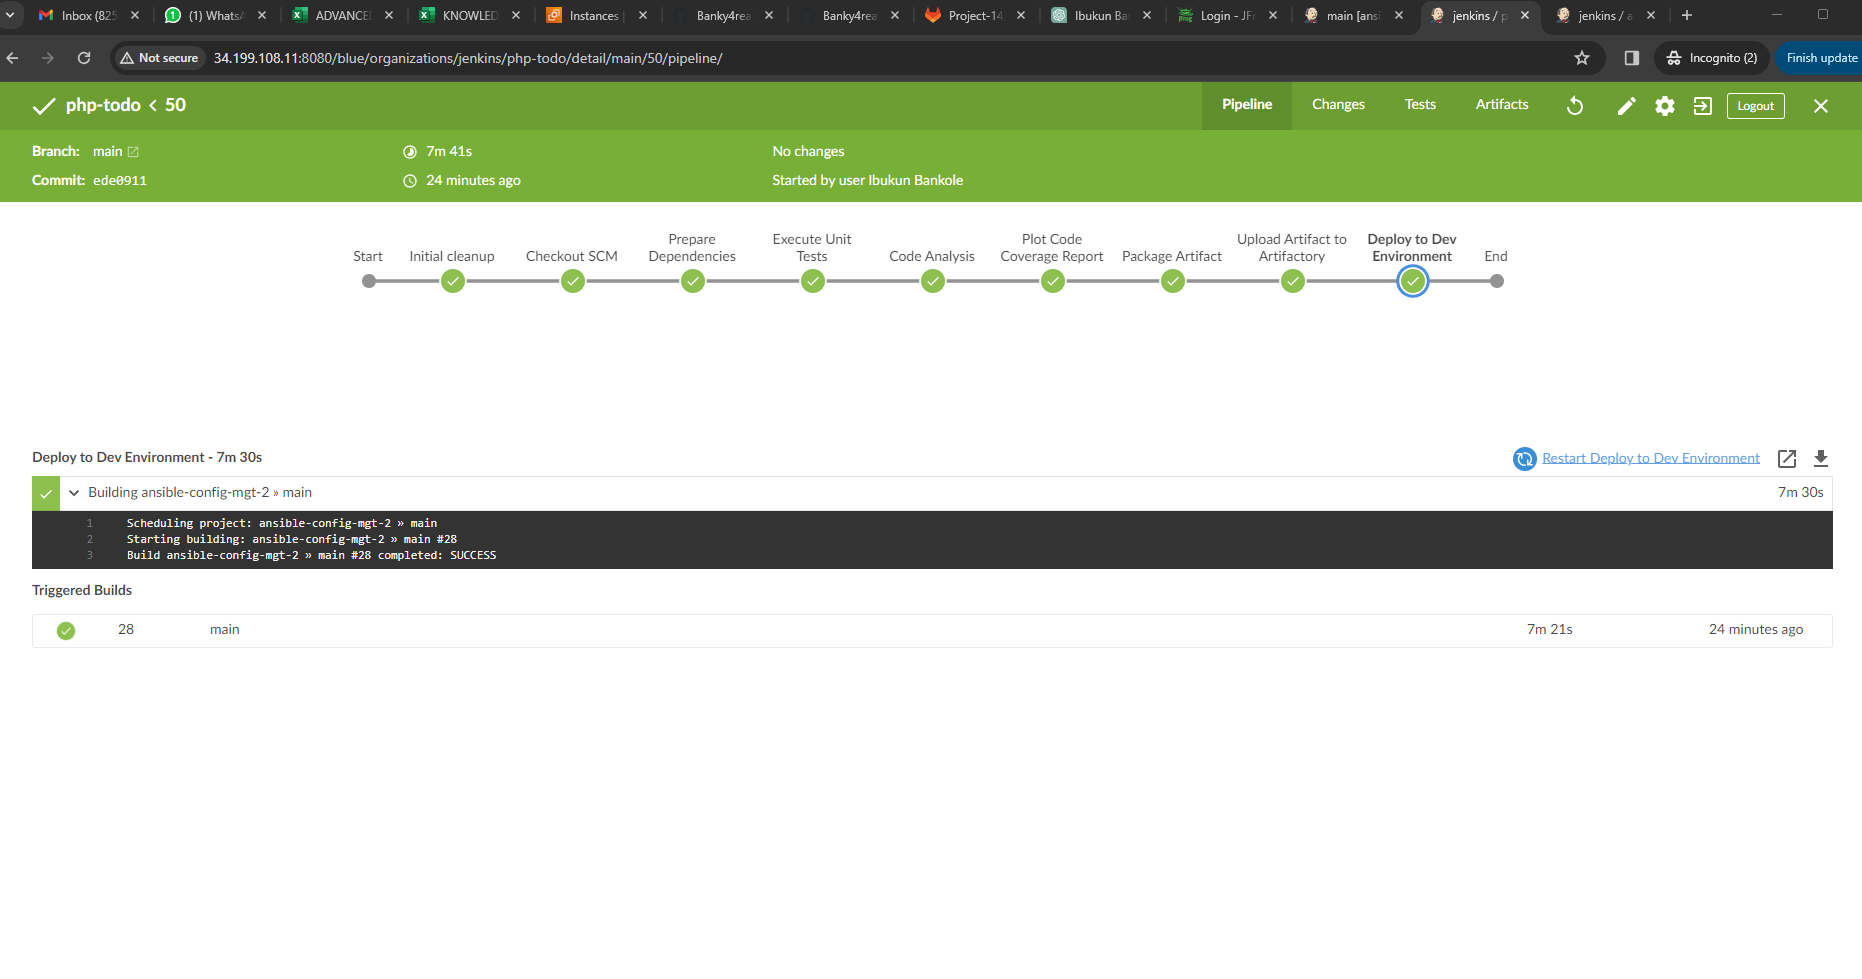 Inbox (825
(1) WhatsA
ADVANCE
KNOWLED
Instances |
Banky4rea
Banky4rea
Project-14
Ibukun Ba
Login - JFr
main [ansi
jenkins / p
jenkins / a
Not secure
34.199.108.11:8080/blue/organizations/jenkins/php-todo/detail/main/50/pipeline/
Incognito (2)
Finish update
php-todo < 50
Pipeline
Changes
Tests
Artifacts
Logout
Branch: main
7m 41s
No changes
Commit: ede0911
24 minutes ago
Started by user Ibukun Bankole
Start
Initial cleanup
Checkout SCM
Prepare
Dependencies
Execute Unit
Tests
Code Analysis
Plot Code
Coverage Report
Package Artifact
Upload Artifact to
Artifactory
Deploy to Dev
Environment
End
Deploy to Dev Environment - 7m 30s
Restart Deploy to Dev Environment
Building ansible-config-mgt-2 » main
7m 30s
1 Scheduling project: ansible-config-mgt-2 » main
2 Starting building: ansible-config-mgt-2 » main #28
3 Build ansible-config-mgt-2 » main #28 completed: SUCCESS
Triggered Builds
28 main 7m 21s 24 minutes ago